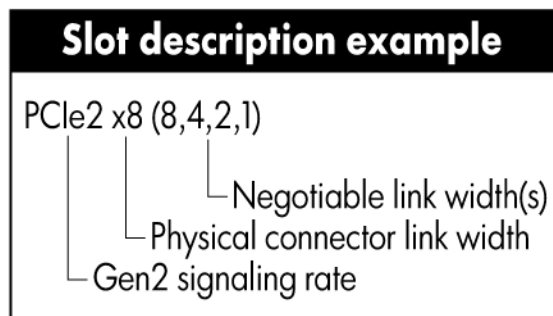 Slot description example
PCIe2 x8 (8,4,2,1)
Negotiable link width(s)
Physical connector link width
Gen2 signaling rate